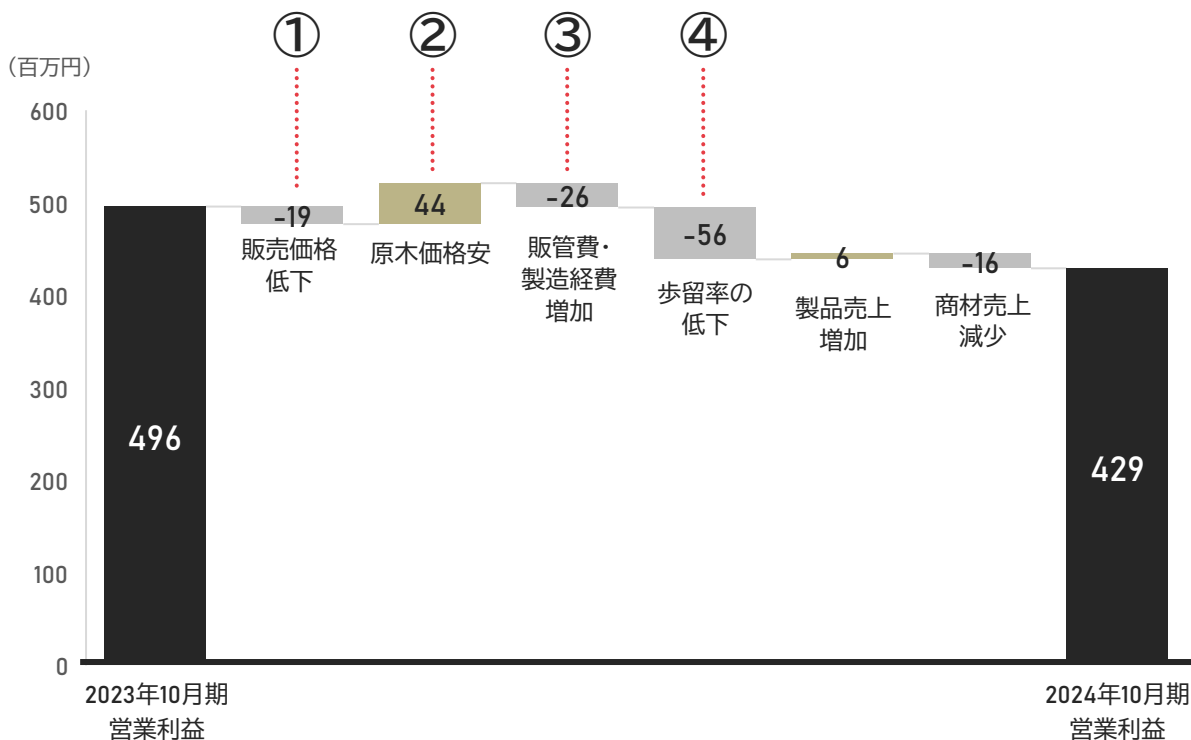 ① ② ③ ④
（百万円）
600
500
400
300
200
100
0
496
-19
販売価格
低下
44
原木価格安
-26
販管費・
製造経費
増加
-56
歩留率の
低下
6
製品売上
増加
-16
商材売上
減少
429
2023年10月期
営業利益
2024年10月期
営業利益